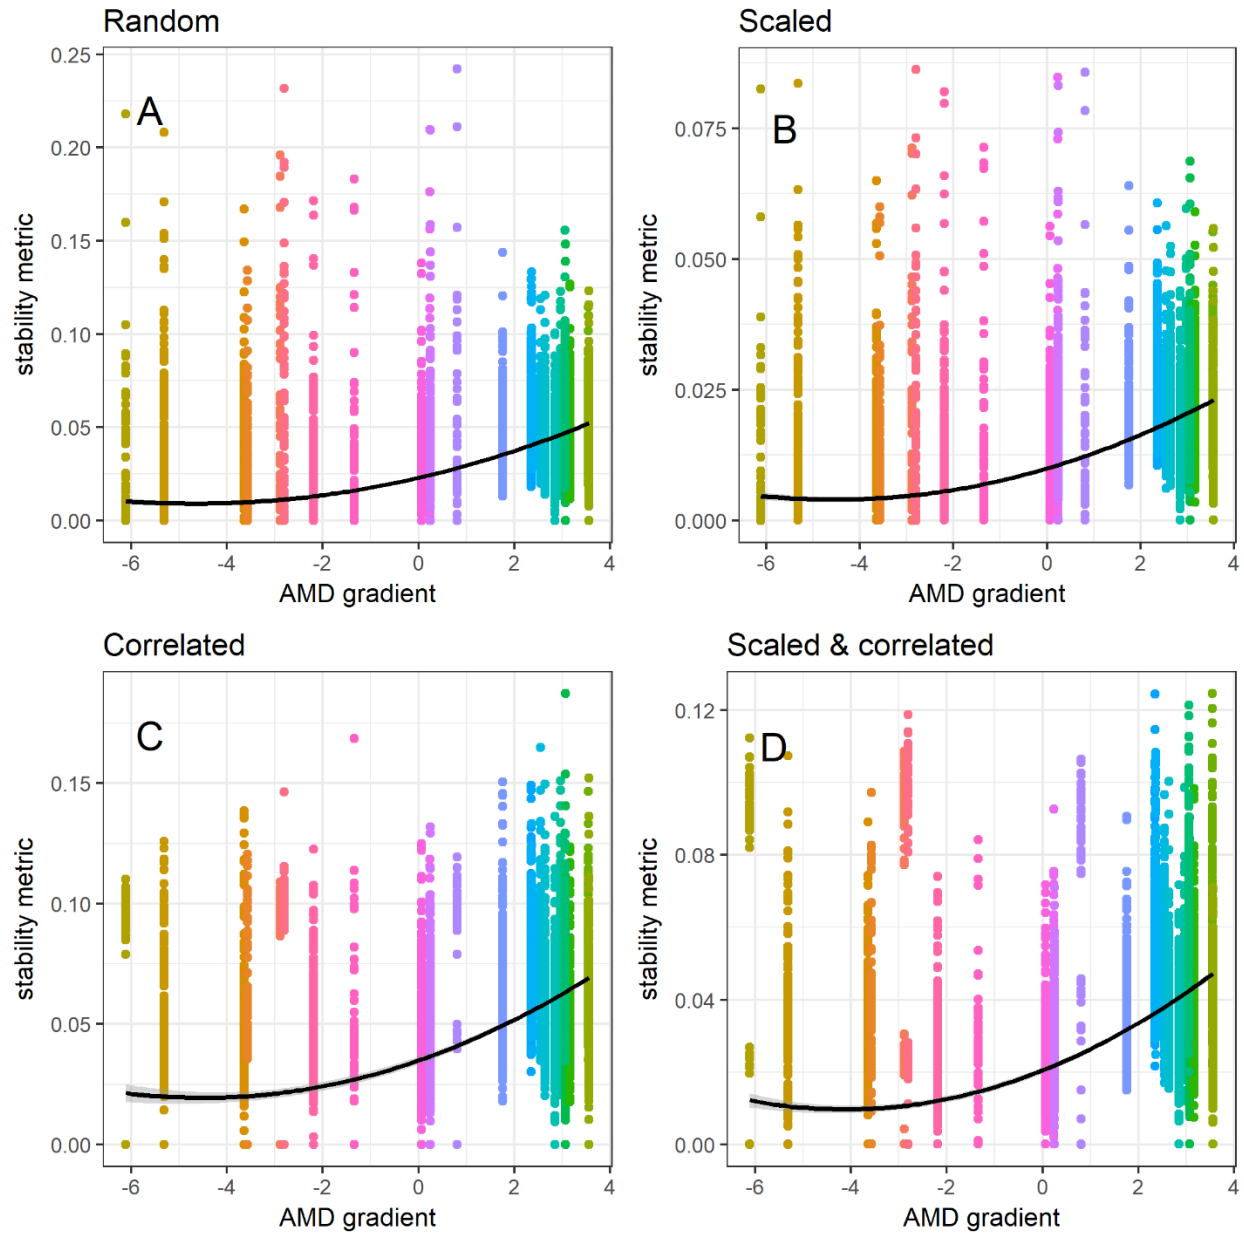 Random
A
stability metric
0.25
0.20
0.15
0.10
0.05
0.00
-6 -4 -2 0 2 4
AMD gradient
Scaled
B
stability metric
0.075
0.050
0.025
0.000
-6 -4 -2 0 2 4
AMD gradient
Correlated
C
stability metric
0.15
0.10
0.05
0.00
-6 -4 -2 0 2 4
AMD gradient
Scaled & correlated
D
stability metric
0.12
0.08
0.04
0.00
-6 -4 -2 0 2 4
AMD gradient